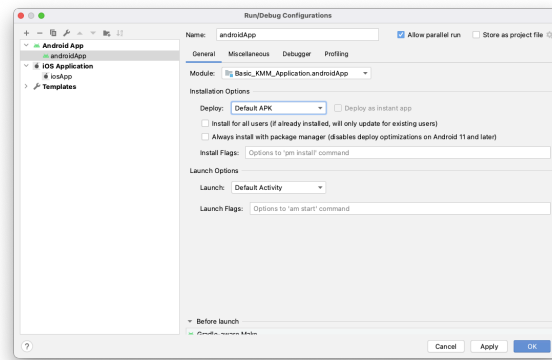 Run/Debug Configurations
Android App
androidApp
iOS Application
iosApp
Templates
Name: androidApp
Allow parallel run
Store as project file
General Miscellaneous Debugger Profiling
Module: Basic_KMM_Application.androidApp
Installation Options
Deploy: Default APK
Deploy as instant app
Install for all users (if already installed, will only update for existing users)
Always install with package manager (disables deploy optimizations on Android 11 and later)
Install Flags: Options to 'pm install' command
Launch Options
Launch: Default Activity
Launch Flags: Options to 'am start' command
Before launch
Gradle-aware Make
? Cancel Apply OK